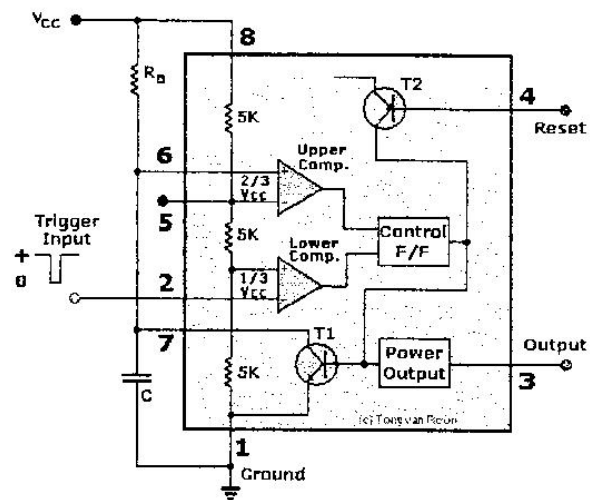 Vcc
8
RB
T2
4
5K
Reset
Upper
Comp.
6
+
2/3
Vcc
-
5
Trigger
Input
5K
Control
F/F
Lower
Comp.
+
0
+
1/3
Vcc
-
2
7
T1
Output
Power
Output
5K
C
3
(c) Tony van Roon
1
Ground